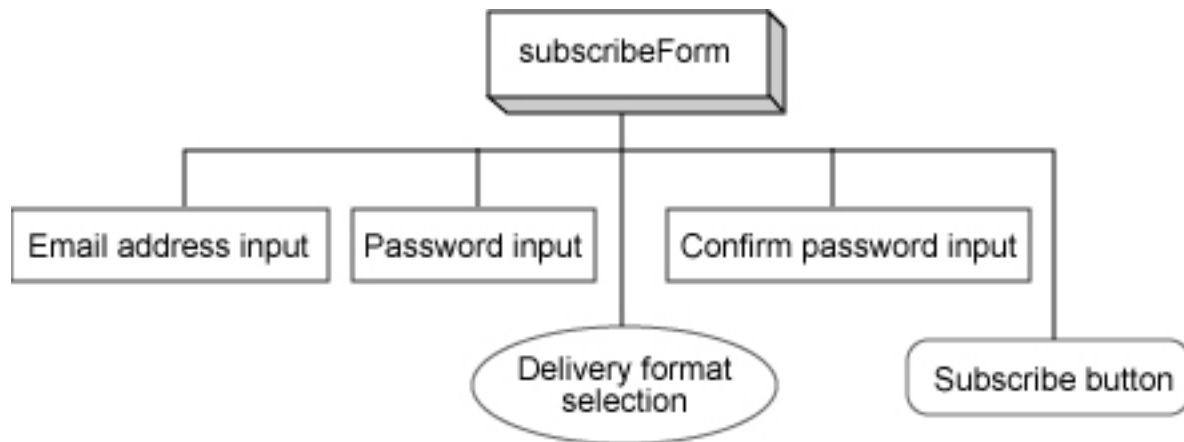 subscribeForm
Email address input
Password input
Confirm password input
Delivery format
selection
Subscribe button